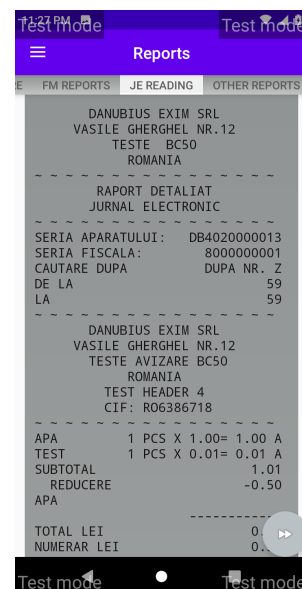 11:27 PM
Test mode
Test mode
Reports
RE FM REPORTS JE READING OTHER REPORTS
DANUBIUS EXIM SRL
VASILE GHERGHEL NR.12
TESTE BC50
ROMANIA
~ ~ ~ ~ ~ ~ ~ ~ ~ ~ ~ ~ ~ ~ ~ ~
RAPORT DETALIAT
JURNAL ELECTRONIC
~ ~ ~ ~ ~ ~ ~ ~ ~ ~ ~ ~ ~ ~ ~ ~
SERIA APARATULUI: DB4020000013
SERIA FISCALA: 8000000001
CAUTARE DUPA DUPA NR. Z
DE LA 59
LA 59
~ ~ ~ ~ ~ ~ ~ ~ ~ ~ ~ ~ ~ ~ ~ ~
DANUBIUS EXIM SRL
VASILE GHERGHEL NR.12
TESTE AVIZARE BC50
ROMANIA
TEST HEADER 4
CIF: RO6386718
~ ~ ~ ~ ~ ~ ~ ~ ~ ~ ~ ~ ~ ~ ~ ~
APA 1 PCS X 1.00= 1.00 A
TEST 1 PCS X 0.01= 0.01 A
SUBTOTAL 1.01
REDUCERE -0.50
APA
------------
TOTAL LEI 0.
NUMERAR LEI 0.
Test mode
Test mode